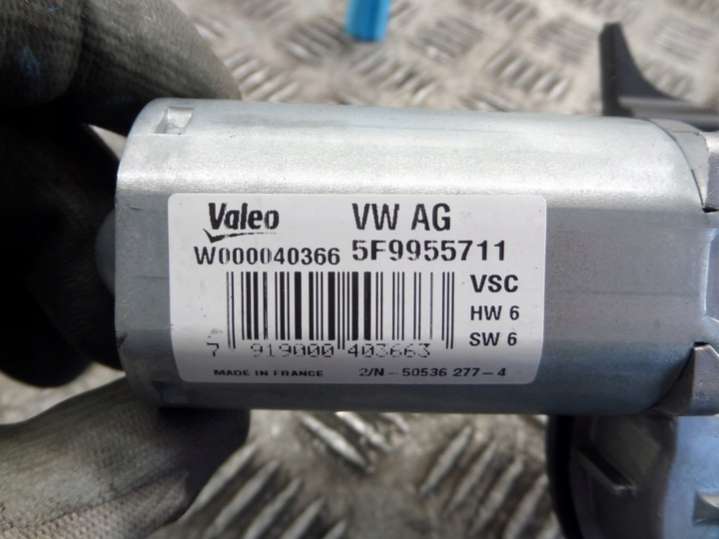 Valeo VW AG
W000040366 5F9955711
VSC
HW 6
SW 6
7 919000 403663
MADE IN FRANCE 2/N-50536 277-4